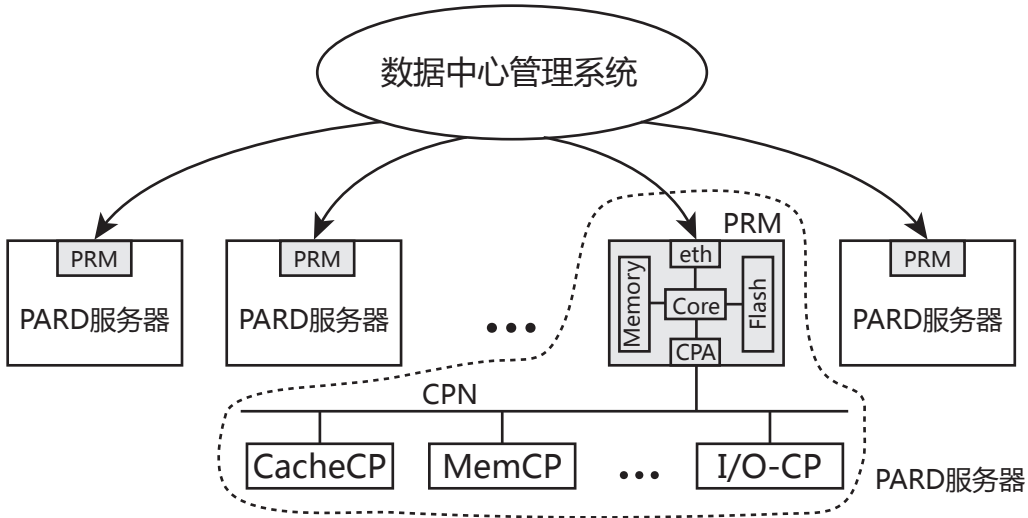 数据中心管理系统
PRM
PARD服务器
PRM
PARD服务器
...
PRM
eth
Memory
Core
Flash
CPA
PRM
PARD服务器
CPN
CacheCP
MemCP
...
I/O-CP
PARD服务器